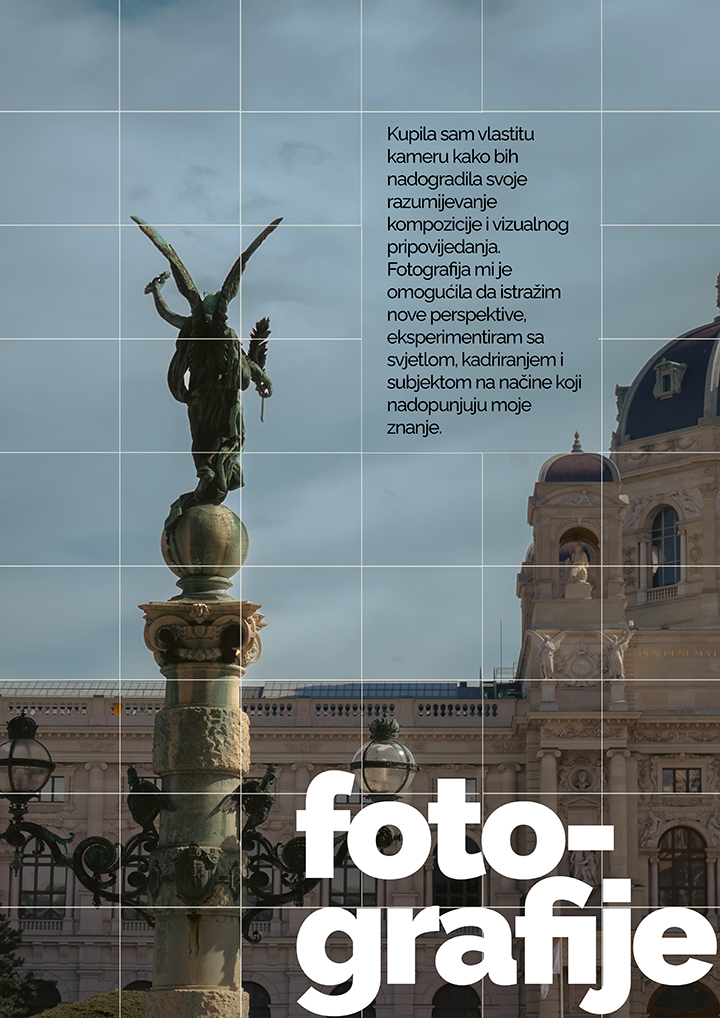 Kupila sam vlastitu
kameru kako bih
nadogradila svoje
razumijevanje
kompozicije i vizualnog
pripovijedanja.
Fotografija mi je
omogućila da istražim
nove perspektive,
eksperimentiram sa
svjetlom, kadriranjem i
subjektom na načine koji
nadopunjuju moje
znanje.
foto-
grafije